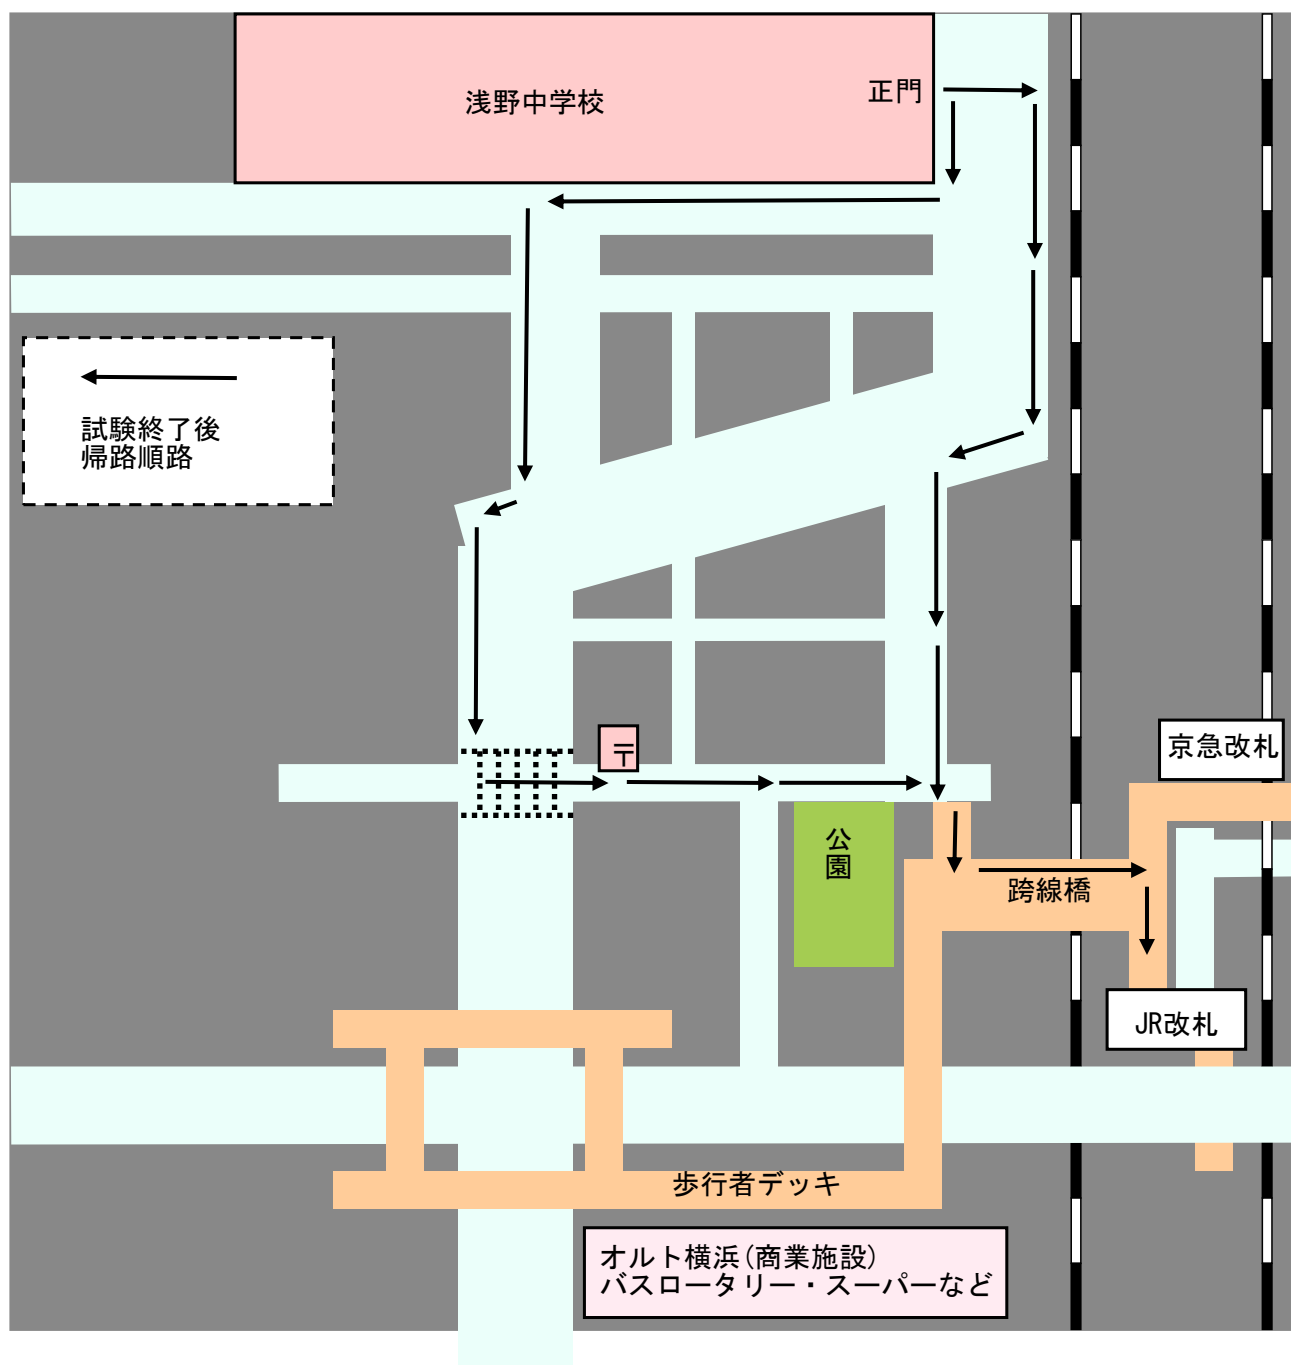 浅野中学校
正門
試験終了後
帰路順路
〒
京急改札
公
園
跨線橋
JR改札
歩行者デッキ
オルト横浜(商業施設)
バスロータリー・スーパーなど